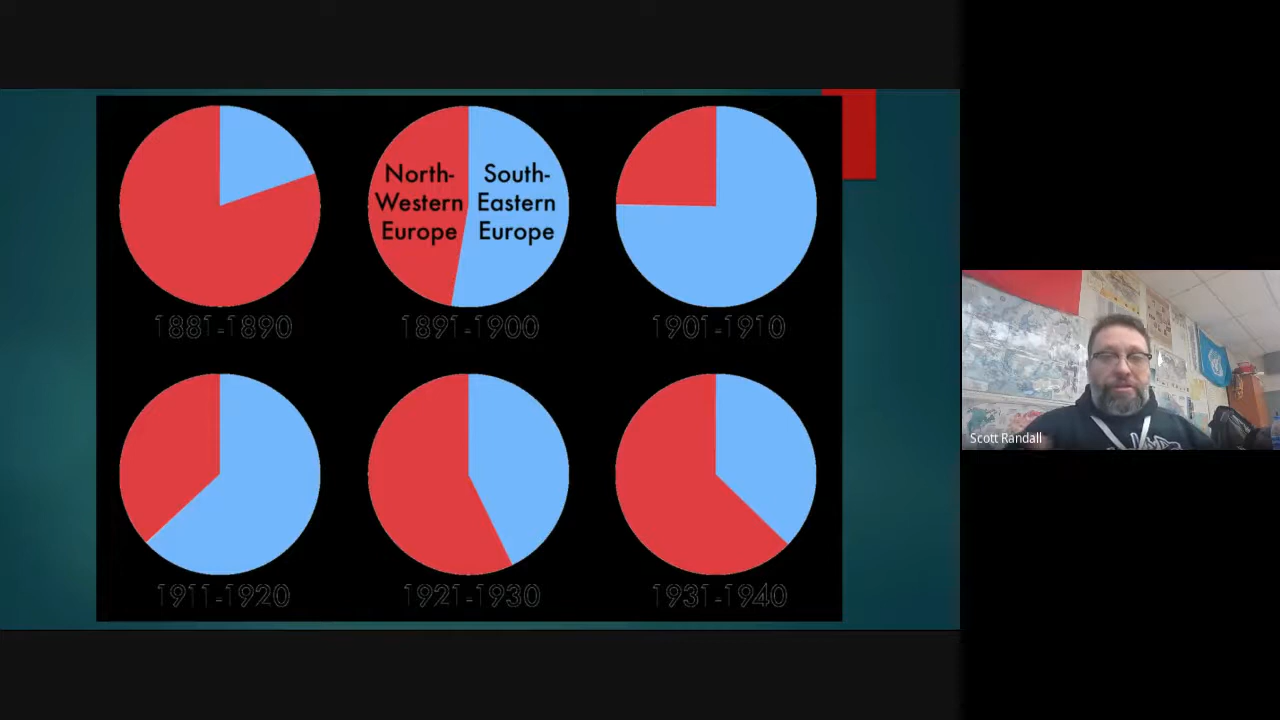 North-
Western
Europe
South-
Eastern
Europe
1881-1890
1891-1900
1901-1910
1911-1920
1921-1930
1931-1940
Scott Randall